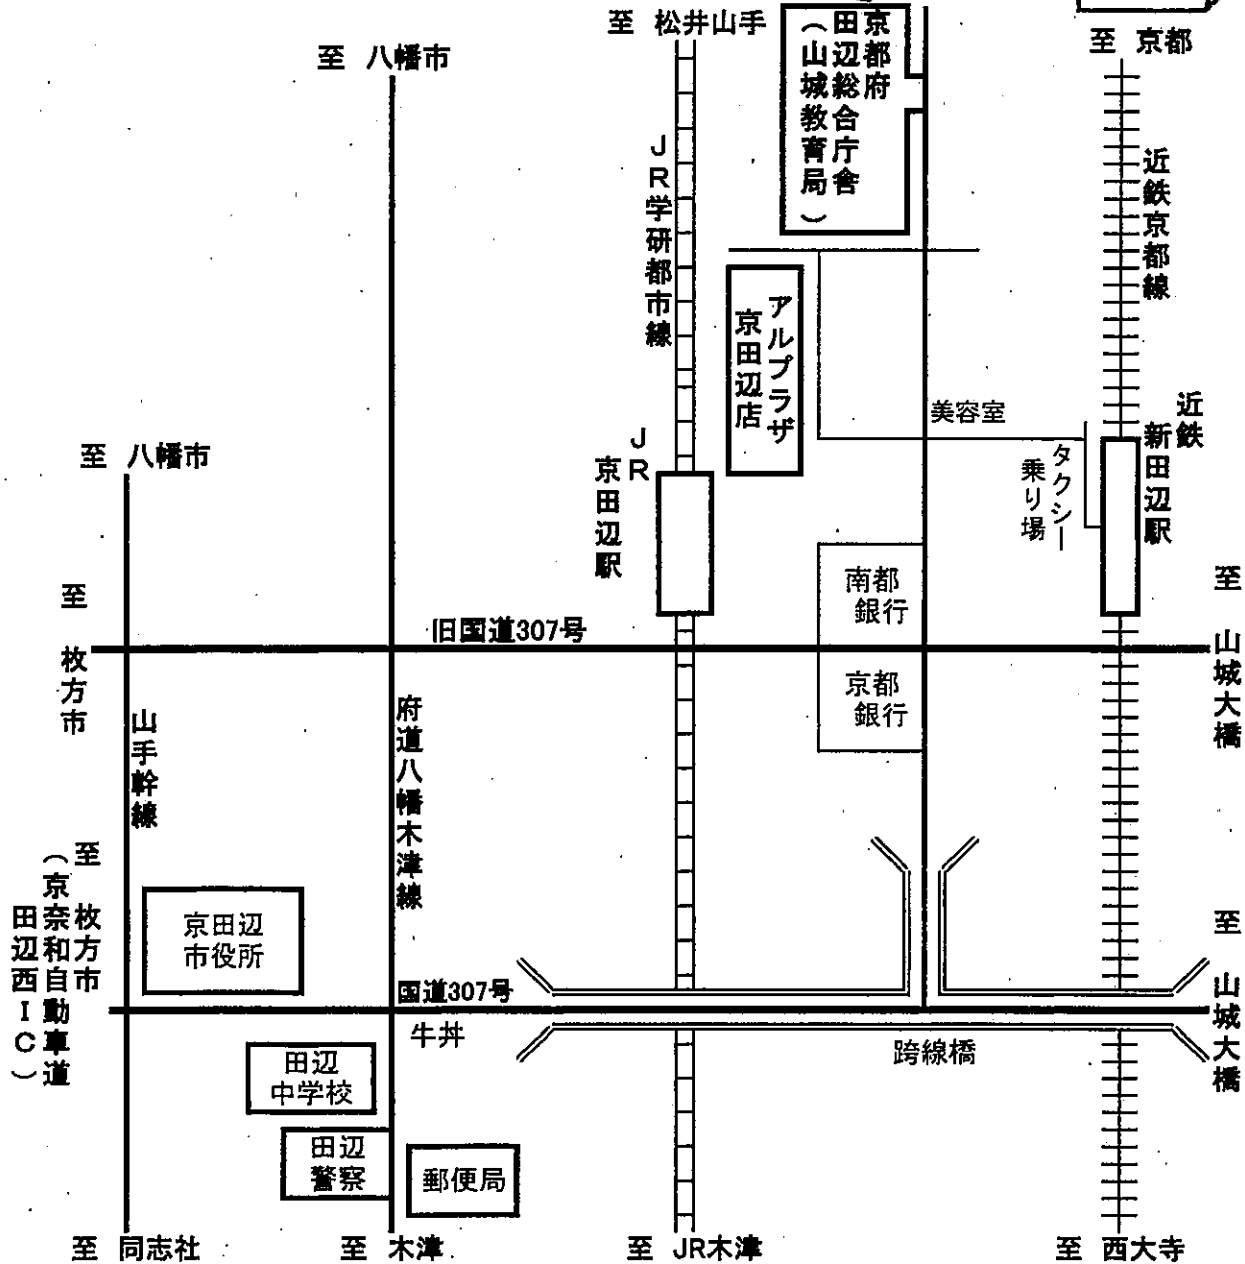 至 松井山手
京都府
田辺総合庁舎
（山城教育局）
至 京都
至 八幡市
JR学研都市線
近鉄京都線
アルプラザ
京田辺店
美容室
近鉄
新田辺駅
タクシー
乗り場
至 八幡市
JR
京田辺駅
南都
銀行
至 山城大橋
至 枚方市
旧国道307号
京都
銀行
山手幹線
府道八幡木津線
至 枚方市
（京奈和自動車道
田辺西IC）
京田辺
市役所
至 山城大橋
国道307号
牛丼
跨線橋
田辺
中学校
田辺
警察
郵便局
至 同志社
至 木津
至 JR木津
至 西大寺